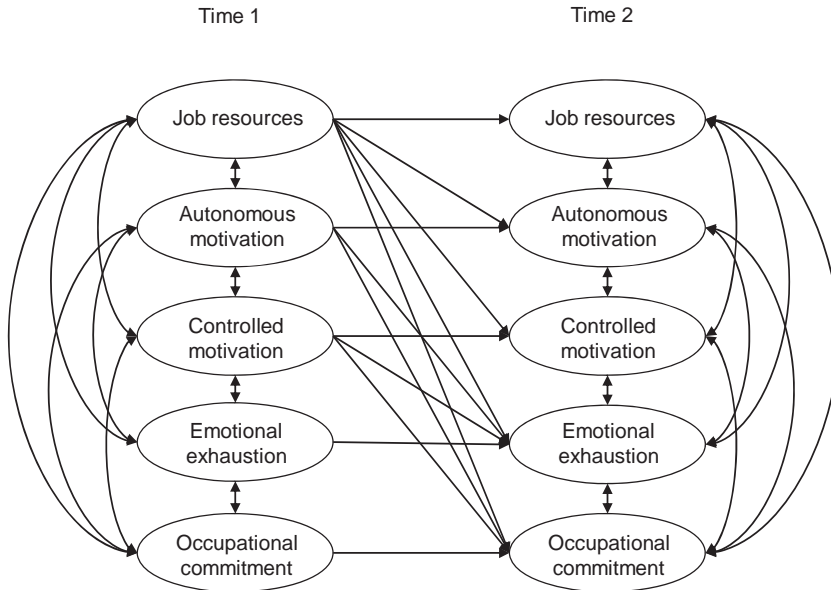 Time 1
Time 2
Job resources
Job resources
Autonomous
motivation
Autonomous
motivation
Controlled
motivation
Controlled
motivation
Emotional
exhaustion
Emotional
exhaustion
Occupational
commitment
Occupational
commitment